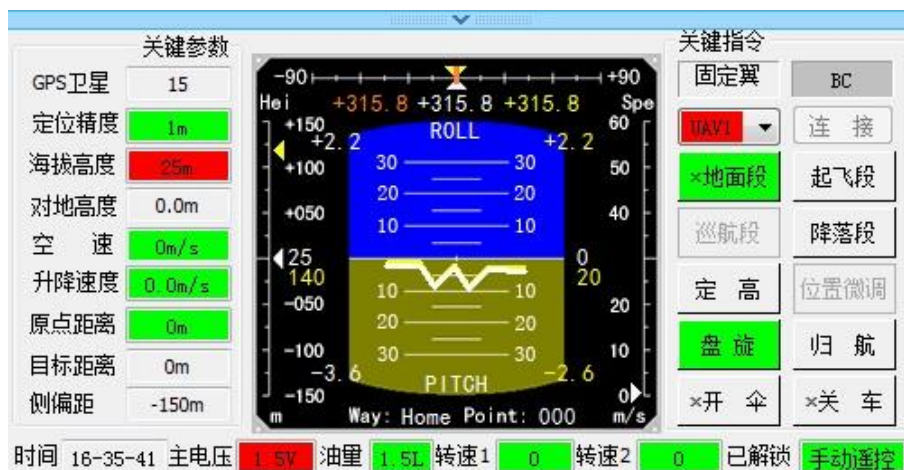 关键参数
GPS卫星 15
定位精度 1m
海拔高度 25m
对地高度 0.0m
空 速 0m/s
升降速度 0.0m/s
原点距离 0m
目标距离 0m
侧偏距 -150m
-90 +90
Hei +315.8 +315.8 +315.8 Spe
+150 +2.2 ROLL +2.2 60
+100 30 30 50
20 20
+050 10 10 40
25 0
140 20
-050 10 10 20
20 20
-100 30 30 10
-3.6 PITCH -2.6
-150 0
m Way: Home Point: 000 m/s
关键指令
固定翼 BC
UAV1 连 接
×地面段 起飞段
巡航段 降落段
定 高 位置微调
盘 旋 归 航
×开 伞 ×关 车
时间 16-35-41 主电压 1.5V 油量 1.5L 转速1 0 转速2 0 已解锁 手动遥控